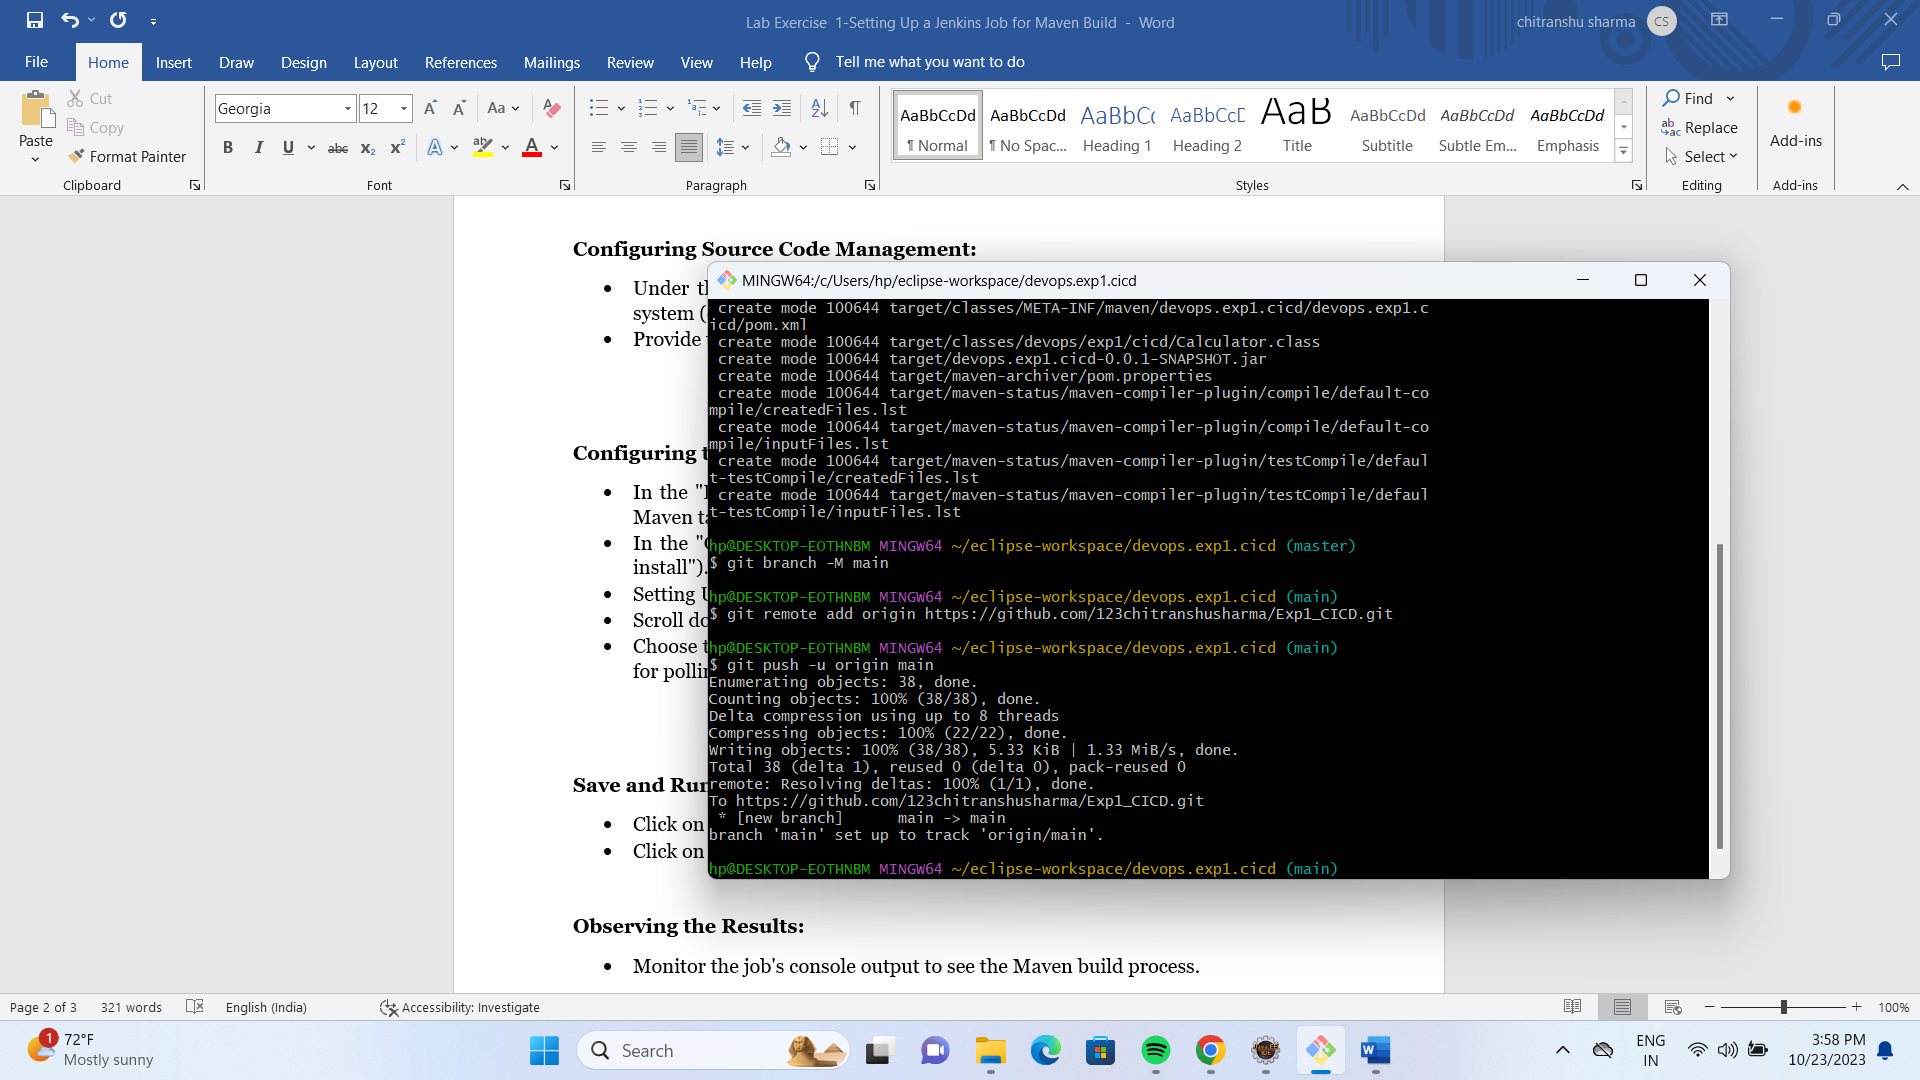 Lab Exercise 1-Setting Up a Jenkins Job for Maven Build - Word
chitranshu sharma
CS
File
Home
Insert
Draw
Design
Layout
References
Mailings
Review
View
Help
Tell me what you want to do
Paste
Cut
Copy
Format Painter
Clipboard
Georgia
12
Font
Paragraph
AaBbCcDd
¶ Normal
AaBbCcDd
¶ No Spac...
AaBbCc
Heading 1
AaBbCcD
Heading 2
AaB
Title
AaBbCcDd
Subtitle
AaBbCcDd
Subtle Em...
AaBbCcDd
Emphasis
Styles
Find
Replace
Select
Editing
Add-ins
Add-ins
Configuring Source Code Management:
Under t
system (
Provide
Configuring t
In the "
Maven ta
In the "
install").
Setting U
Scroll do
Choose t
for pollin
Save and Run
Click on
Click on
Observing the Results:
Monitor the job's console output to see the Maven build process.
MINGW64:/c/Users/hp/eclipse-workspace/devops.exp1.cicd
create mode 100644 target/classes/META-INF/maven/devops.exp1.cicd/devops.exp1.c
icd/pom.xml
create mode 100644 target/classes/devops/exp1/cicd/Calculator.class
create mode 100644 target/devops.exp1.cicd-0.0.1-SNAPSHOT.jar
create mode 100644 target/maven-archiver/pom.properties
create mode 100644 target/maven-status/maven-compiler-plugin/compile/default-co
mpile/createdFiles.lst
create mode 100644 target/maven-status/maven-compiler-plugin/compile/default-co
mpile/inputFiles.lst
create mode 100644 target/maven-status/maven-compiler-plugin/testCompile/defaul
t-testCompile/createdFiles.lst
create mode 100644 target/maven-status/maven-compiler-plugin/testCompile/defaul
t-testCompile/inputFiles.lst
hp@DESKTOP-EOTHNBM MINGW64 ~/eclipse-workspace/devops.exp1.cicd (master)
$ git branch -M main
hp@DESKTOP-EOTHNBM MINGW64 ~/eclipse-workspace/devops.exp1.cicd (main)
$ git remote add origin https://github.com/123chitranshusharma/Exp1_CICD.git
hp@DESKTOP-EOTHNBM MINGW64 ~/eclipse-workspace/devops.exp1.cicd (main)
$ git push -u origin main
Enumerating objects: 38, done.
Counting objects: 100% (38/38), done.
Delta compression using up to 8 threads
Compressing objects: 100% (22/22), done.
Writing objects: 100% (38/38), 5.33 KiB | 1.33 MiB/s, done.
Total 38 (delta 1), reused 0 (delta 0), pack-reused 0
remote: Resolving deltas: 100% (1/1), done.
To https://github.com/123chitranshusharma/Exp1_CICD.git
* [new branch]      main -> main
branch 'main' set up to track 'origin/main'.
hp@DESKTOP-EOTHNBM MINGW64 ~/eclipse-workspace/devops.exp1.cicd (main)
Page 2 of 3
321 words
English (India)
Accessibility: Investigate
100%
1
72°F
Mostly sunny
Search
ENG
IN
3:58 PM
10/23/2023